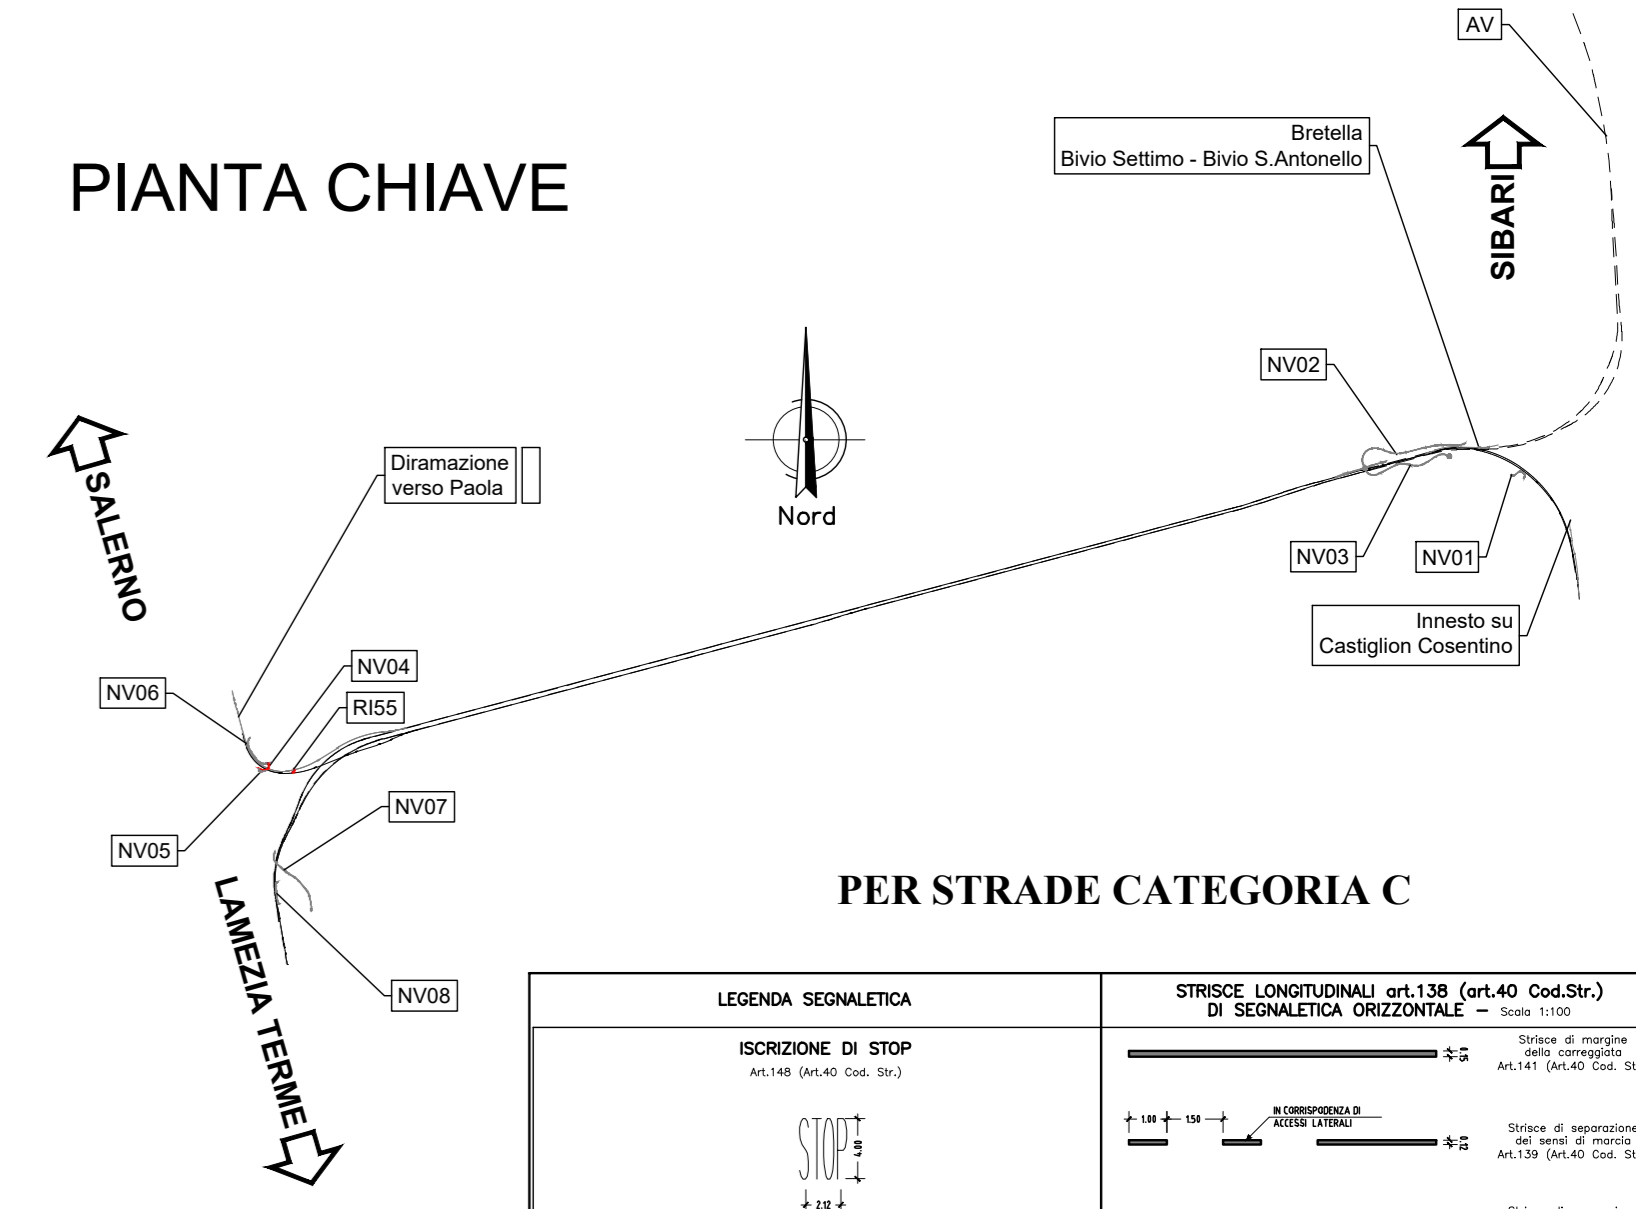 AV
Bretella
Bivio Settimo - Bivio S.Antonello
SIBARI
PIANTA CHIAVE
NV02
Nord
SALERNO
Diramazione
verso Paola
NV03
NV01
Innesto su
Castiglion Cosentino
NV04
NV06
RI55
NV07
NV05
LAMEZIA TERME
NV08
PER STRADE CATEGORIA C
LEGENDA SEGNALETICA
STRISCE LONGITUDINALI art.138 (art.40 Cod.Str.)
DI SEGNALETICA ORIZZONTALE – Scala 1:100
ISCRIZIONE DI STOP
Art.148 (Art.40 Cod. Str.)
STOP
4.00
2.12
0.15
Strisce di margine
della carreggiata
Art.141 (Art.40 Cod. St
1.00 1.50
IN CORRISPODENZA DI
ACCESSI LATERALI
0.12
Strisce di separazione
dei sensi di marcia
Art.139 (Art.40 Cod. St